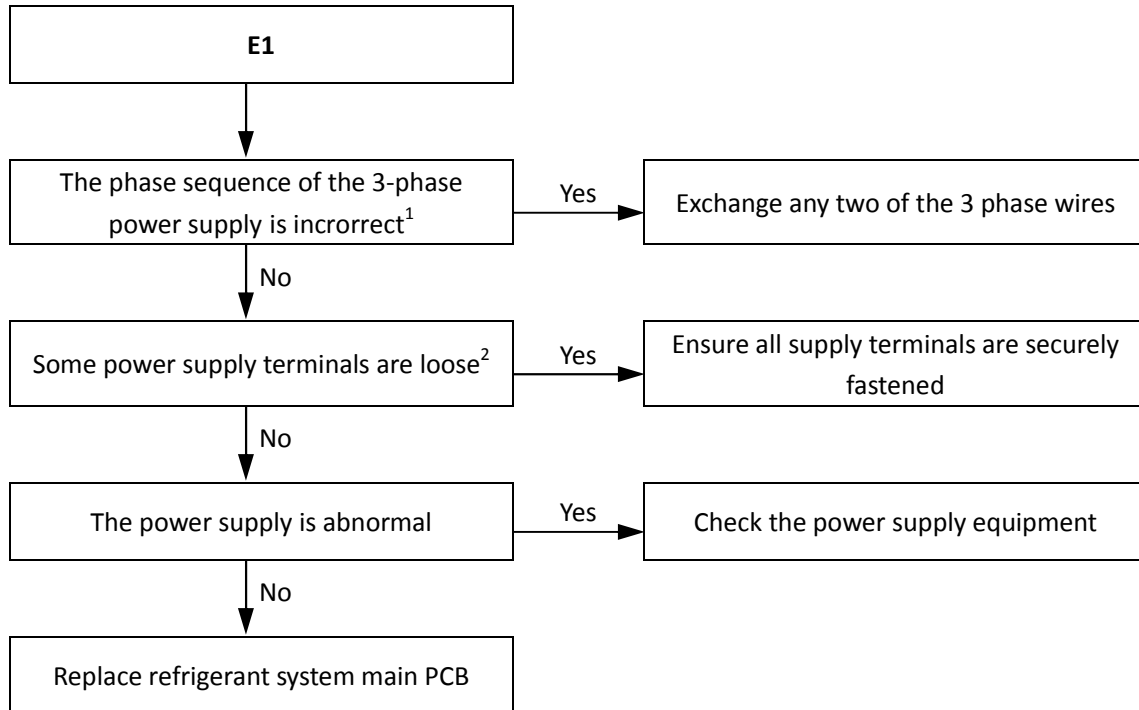 E1
The phase sequence of the 3-phase
power supply is incrorrect1
Yes
Exchange any two of the 3 phase wires
No
Some power supply terminals are loose2
Yes
Ensure all supply terminals are securely
fastened
No
The power supply is abnormal
Yes
Check the power supply equipment
No
Replace refrigerant system main PCB